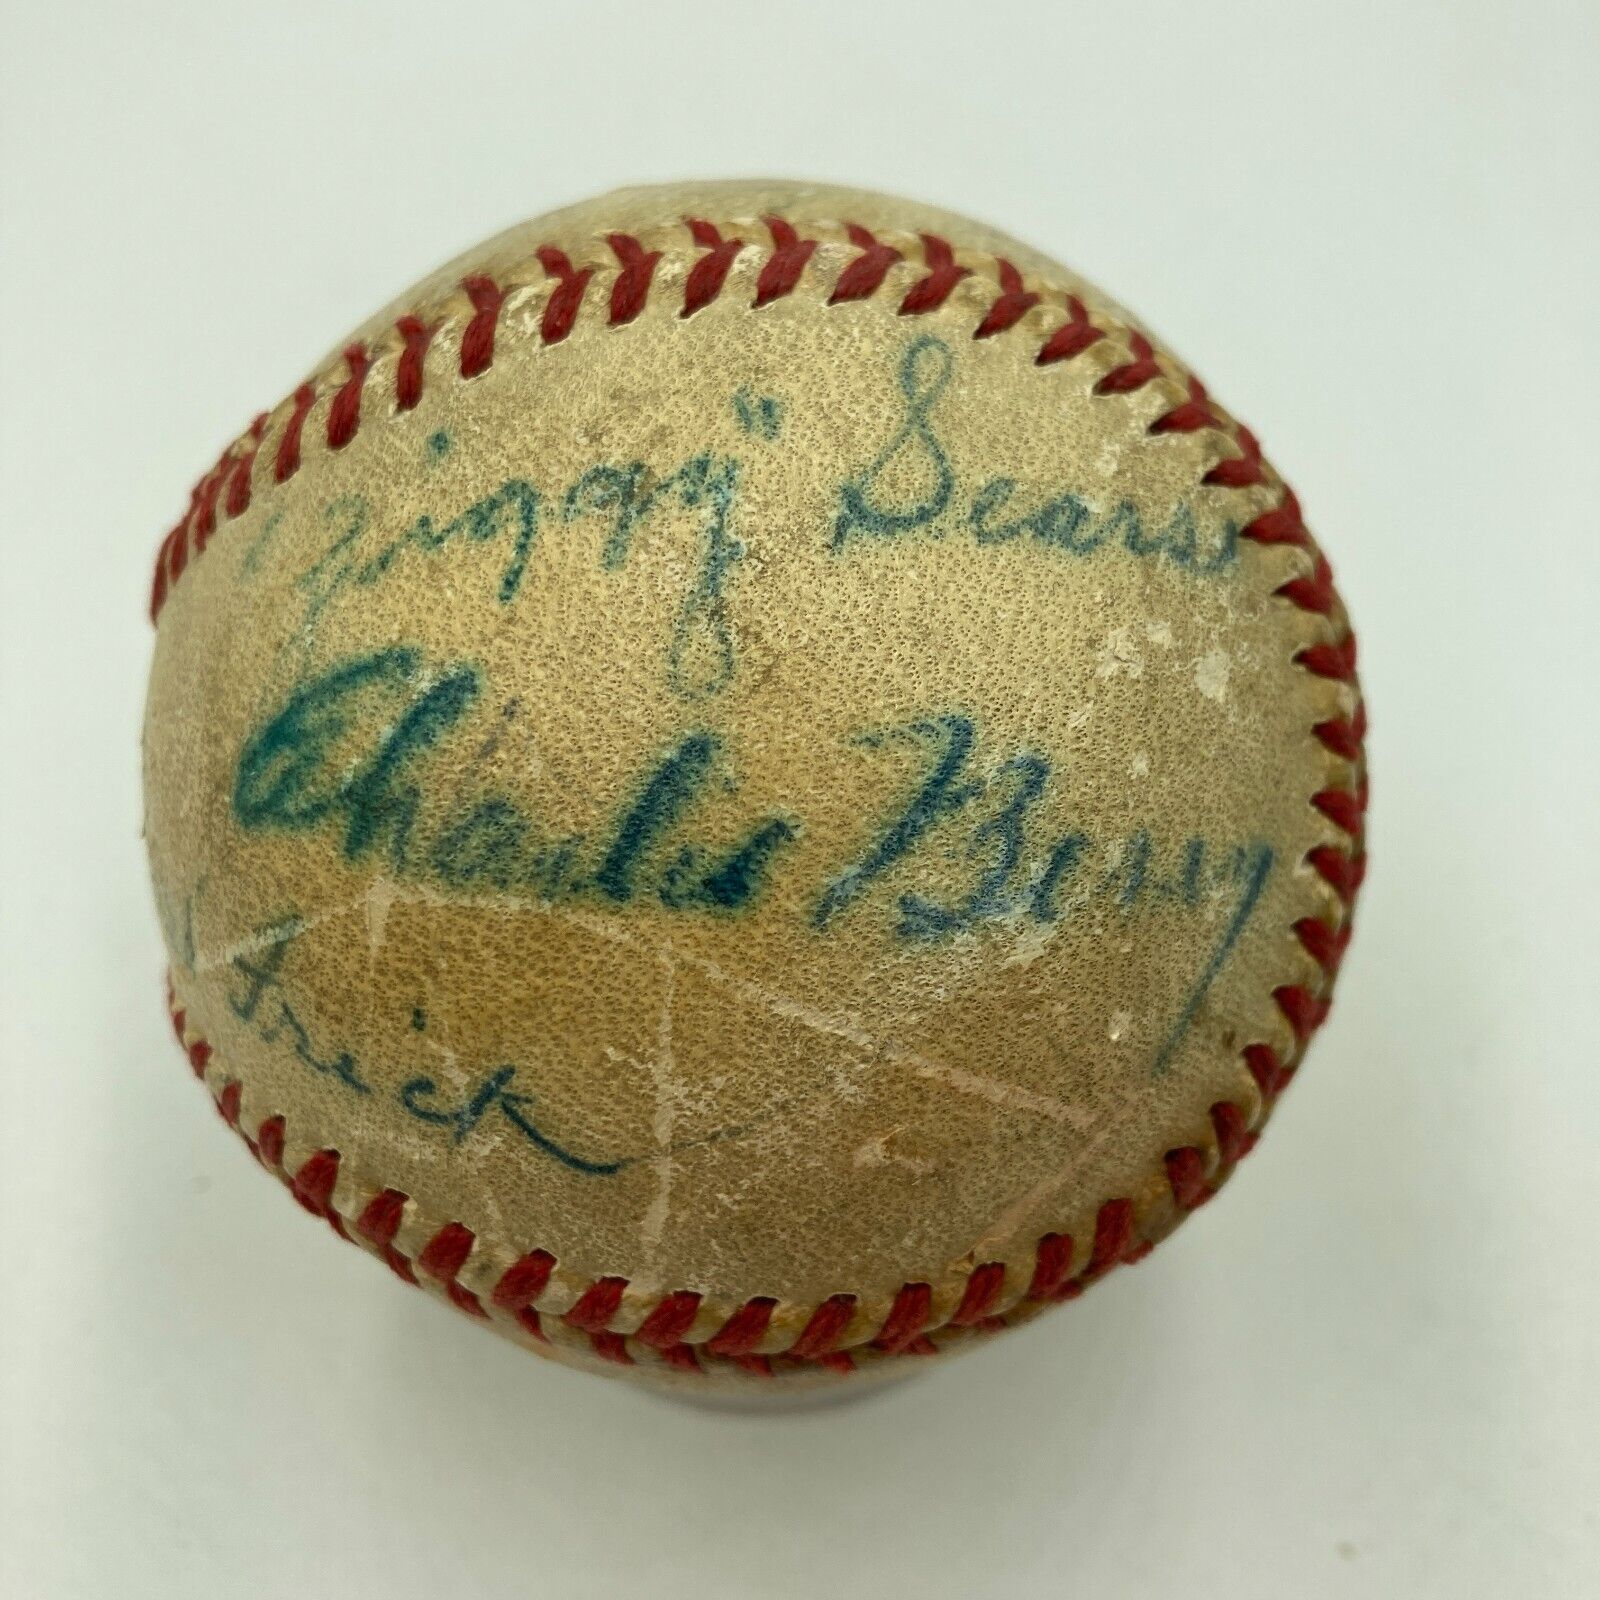 "Ziggy" Sears
Charles Berry
Frick